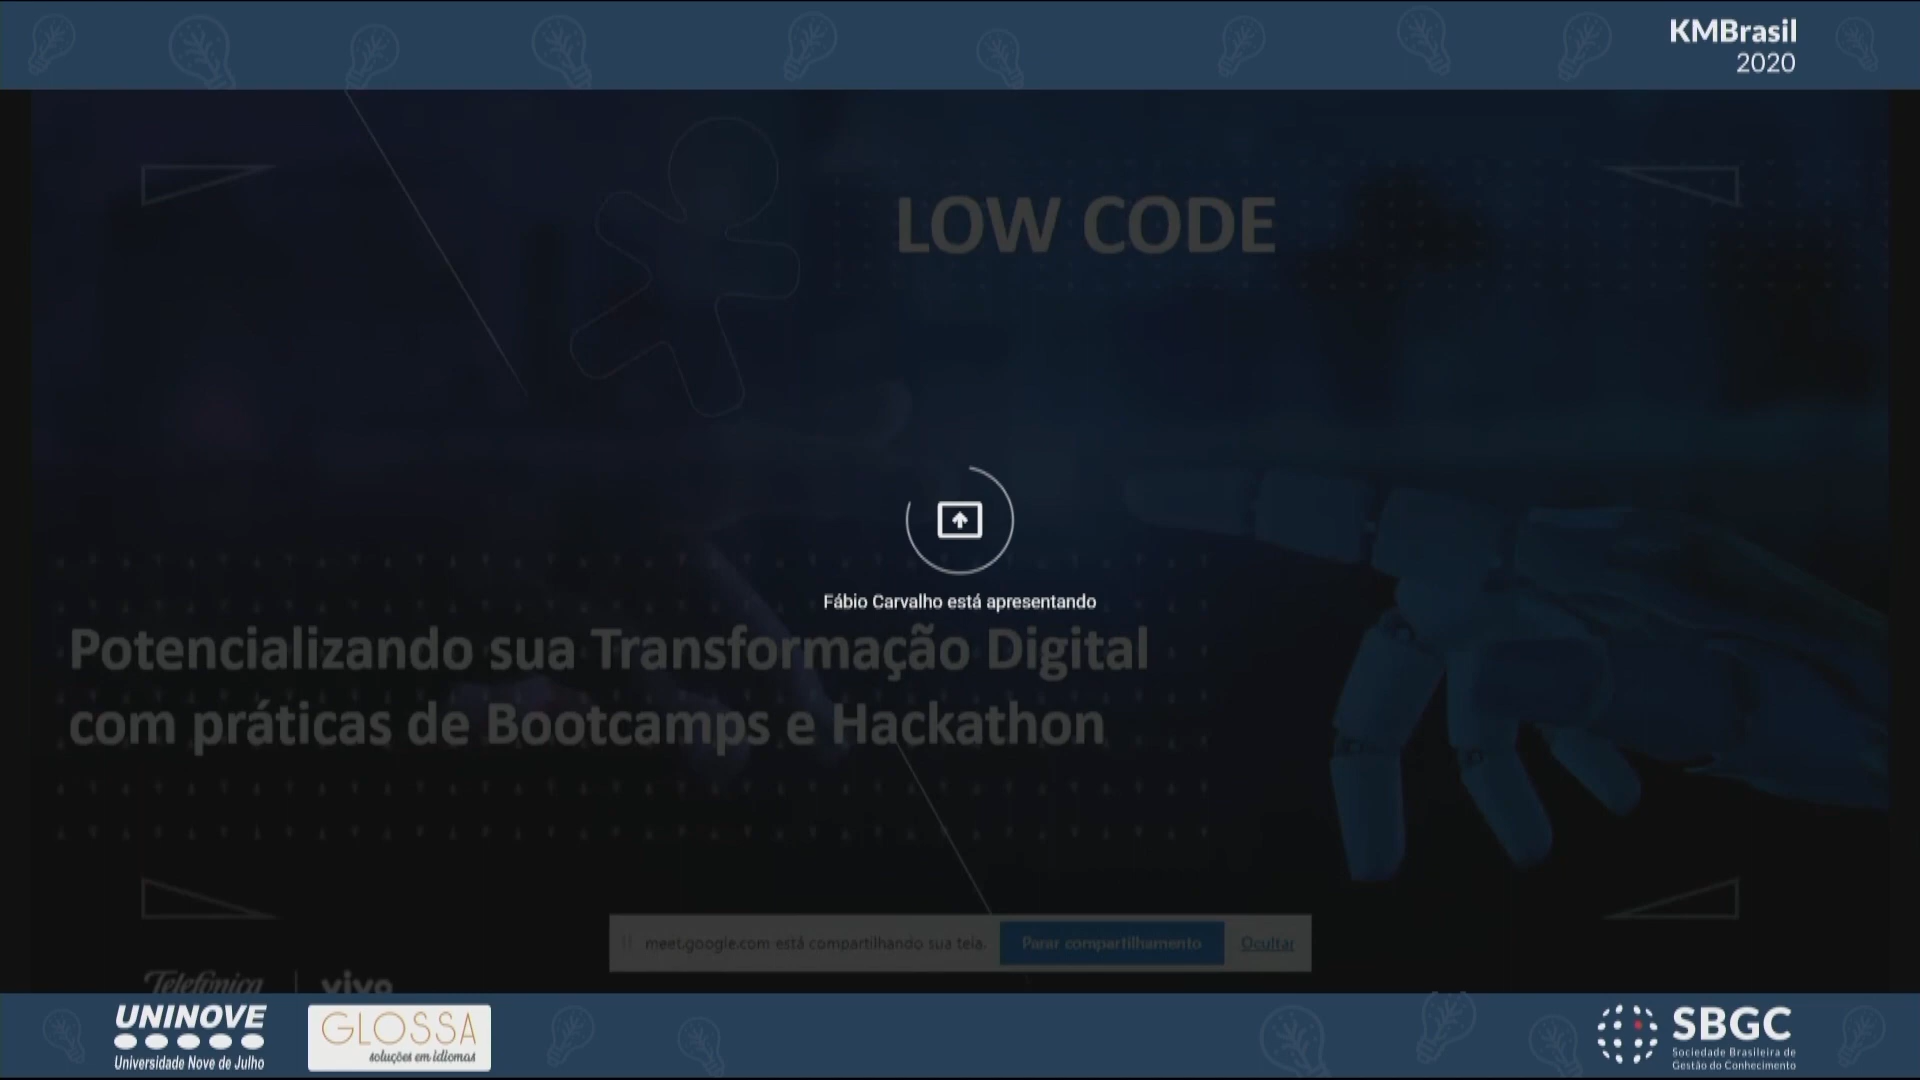 KMBrasil
2020
LOW CODE
Fábio Carvalho está apresentando
Potencializando sua Transformação Digital
com práticas de Bootcamps e Hackathon
meet.google.com está compartilhando sua tela.
Parar compartilhamento
Ocultar
Telefónica
vivo
UNINOVE
Universidade Nove de Julho
GLOSSA
soluções em idiomas
SBGC
Sociedade Brasileira de
Gestão do Conhecimento